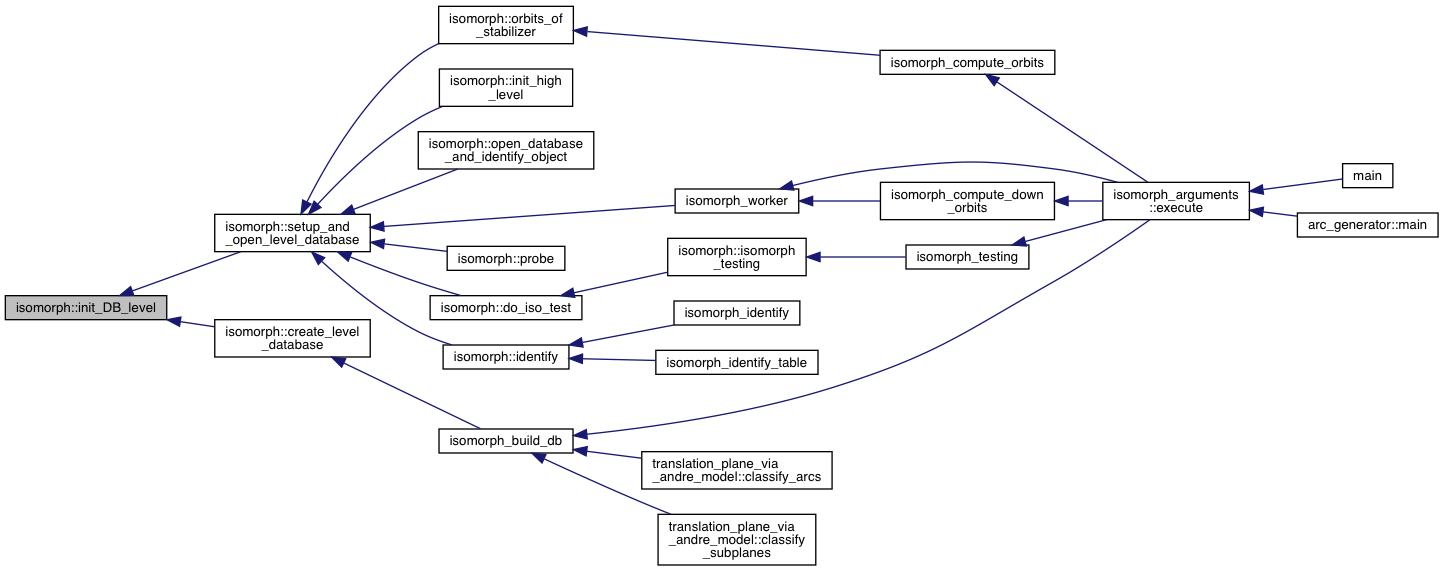 isomorph::init_DB_level
isomorph::setup_and
_open_level_database
isomorph::create_level
_database
isomorph::orbits_of
_stabilizer
isomorph::init_high
_level
isomorph::open_database
_and_identify_object
isomorph_worker
isomorph::probe
isomorph::do_iso_test
isomorph::identify
isomorph_build_db
isomorph::isomorph
_testing
isomorph_identify
isomorph_identify_table
translation_plane_via
_andre_model::classify_arcs
translation_plane_via
_andre_model::classify
_subplanes
isomorph_compute_orbits
isomorph_compute_down
_orbits
isomorph_testing
isomorph_arguments
::execute
main
arc_generator::main